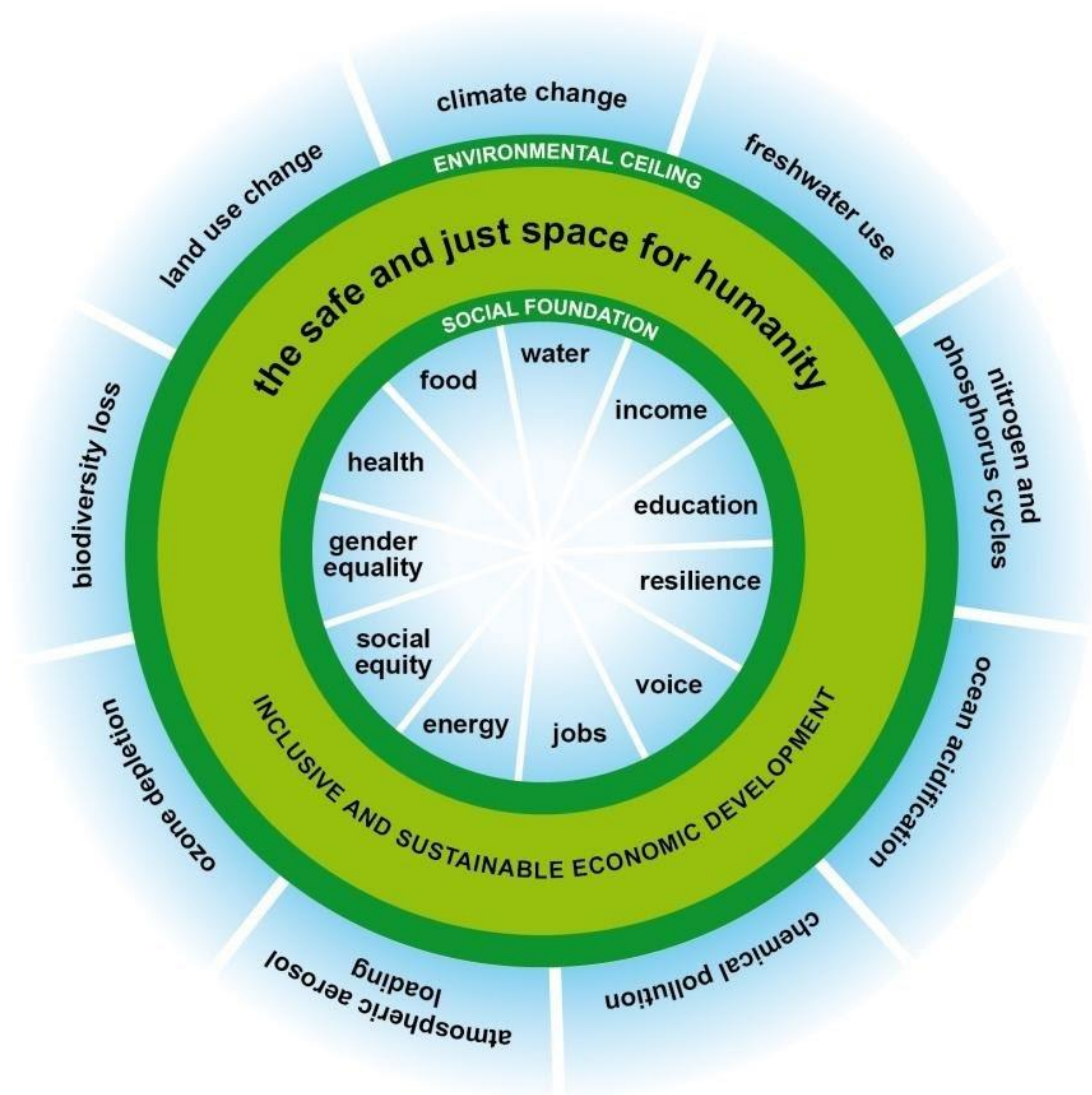 climate change
freshwater use
nitrogen and
phosphorus cycles
ocean acidification
chemical pollution
atmospheric aerosol
loading
ozone depletion
biodiversity loss
land use change
ENVIRONMENTAL CEILING
the safe and just space for humanity
SOCIAL FOUNDATION
water
income
education
resilience
voice
jobs
energy
social
equity
gender
equality
health
food
INCLUSIVE AND SUSTAINABLE ECONOMIC DEVELOPMENT